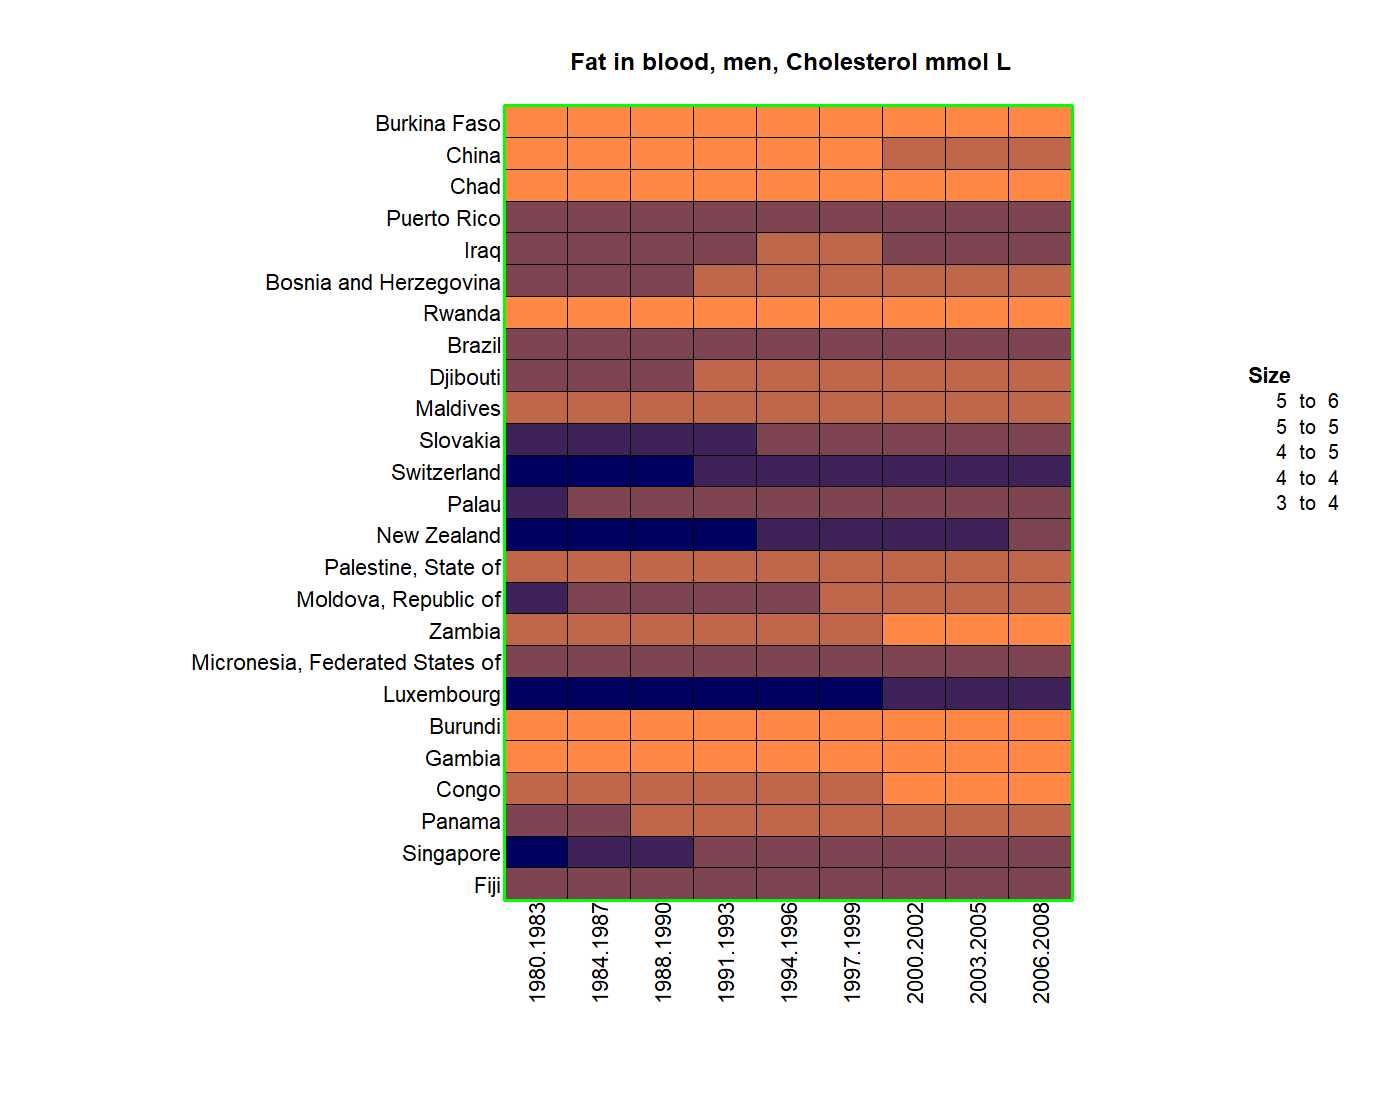 Fat in blood, men, Cholesterol mmol L
Burkina Faso
China
Chad
Puerto Rico
Iraq
Bosnia and Herzegovina
Rwanda
Brazil
Djibouti
Maldives
Slovakia
Switzerland
Palau
New Zealand
Palestine, State of
Moldova, Republic of
Zambia
Micronesia, Federated States of
Luxembourg
Burundi
Gambia
Congo
Panama
Singapore
Fiji
1980.1983
1984.1987
1988.1990
1991.1993
1994.1996
1997.1999
2000.2002
2003.2005
2006.2008
Size
5 to 6
5 to 5
4 to 5
4 to 4
3 to 4